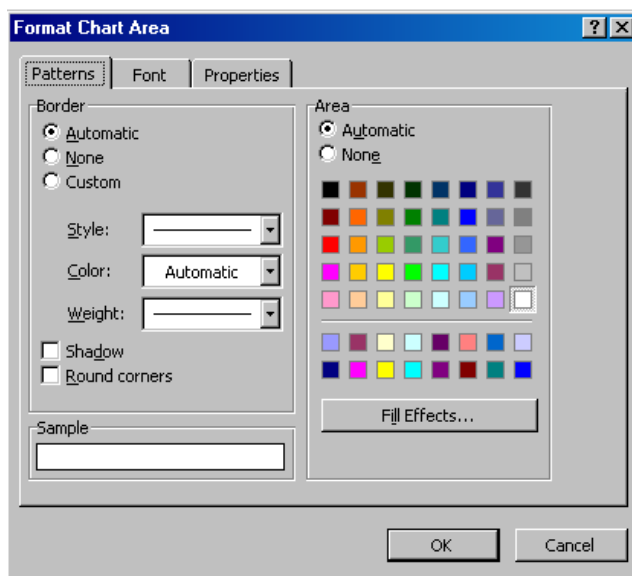 Format Chart Area
Patterns Font Properties
Border
Automatic
None
Custom
Style:
Color: Automatic
Weight:
Shadow
Round corners
Sample
Area
Automatic
None
Fill Effects...
OK Cancel